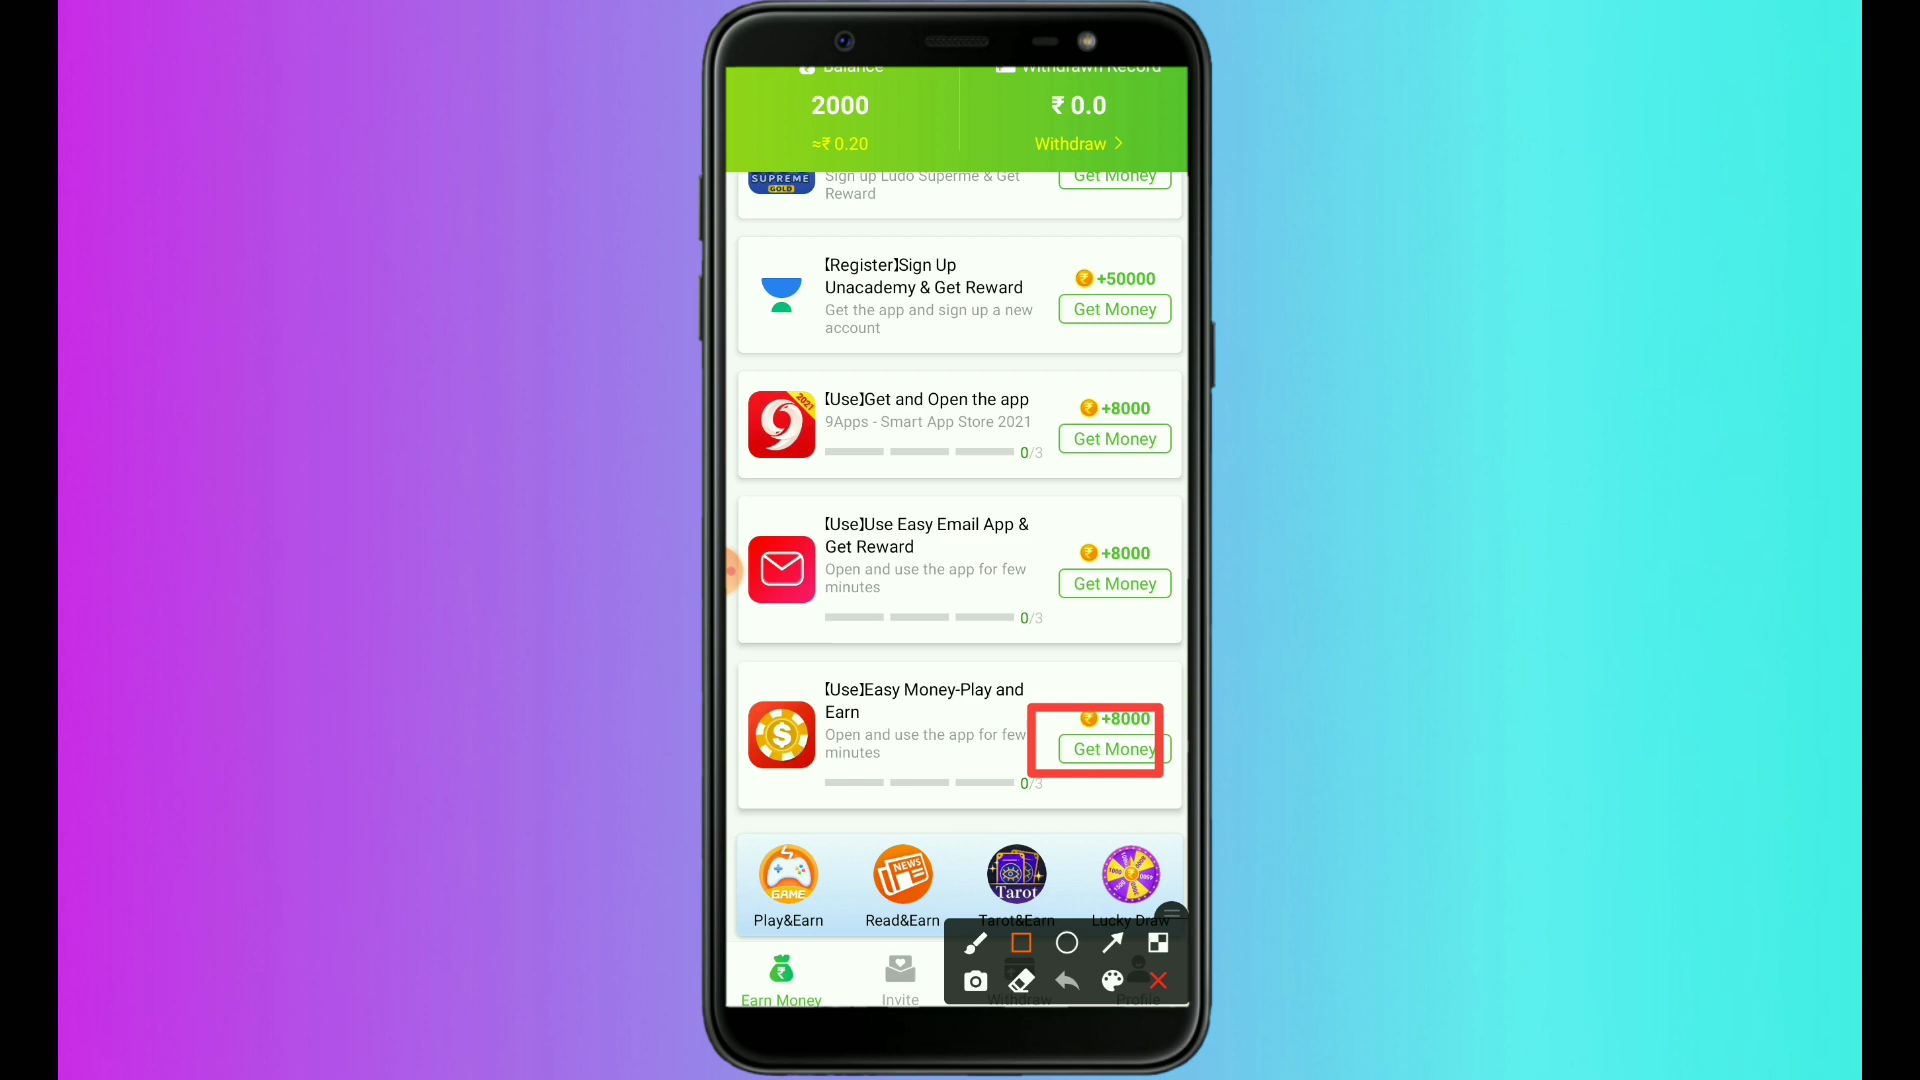 Balance
Withdrawn Record
2000
₹ 0.0
≈₹ 0.20
Withdraw >
SUPREME
GOLD
Sign up Ludo Superme & Get
Reward
Get Money
【Register】Sign Up
Unacademy & Get Reward
Get the app and sign up a new
account
+50000
Get Money
2021
【Use】Get and Open the app
9Apps - Smart App Store 2021
0/3
+8000
Get Money
【Use】Use Easy Email App &
Get Reward
Open and use the app for few
minutes
0/3
+8000
Get Money
【Use】Easy Money-Play and
Earn
Open and use the app for few
minutes
0/3
+8000
Get Money
GAME
NEWS
Tarot
Play&Earn
Read&Earn
Tarot&Earn
Lucky Draw
Earn Money
Invite
Withdraw
Profile